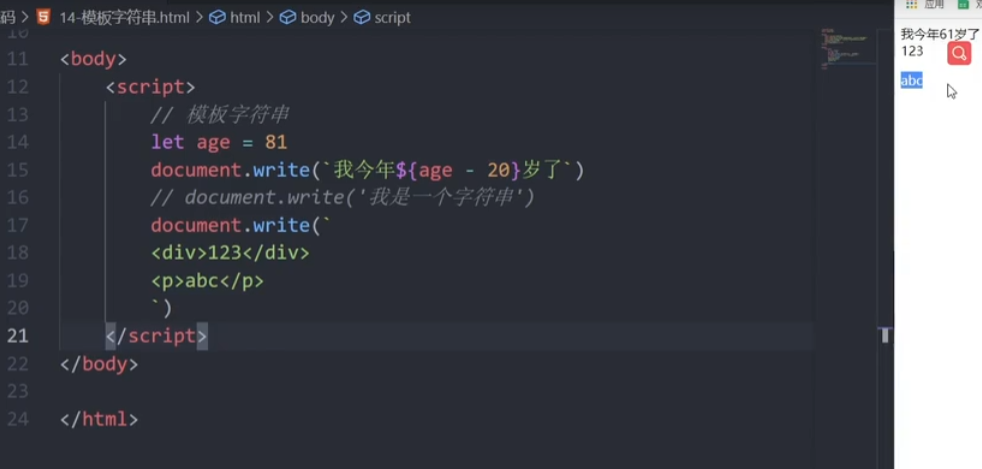 码 > 14-模板字符串.html > html > body > script
10
11 <body>
12 <script>
13 // 模板字符串
14 let age = 81
15 document.write(`我今年${age - 20}岁了`)
16 // document.write('我是一个字符串')
17 document.write(`
18 <div>123</div>
19 <p>abc</p>
20 `)
21 </script>
22 </body>
23
24 </html>
应用
我今年61岁了
123
abc